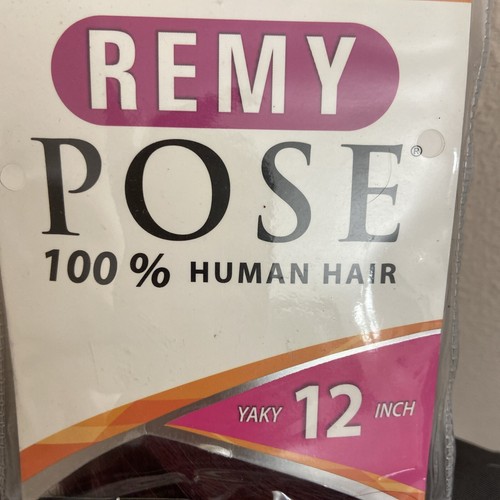 REMY
POSE®
100% HUMAN HAIR
YAKY 12 INCH